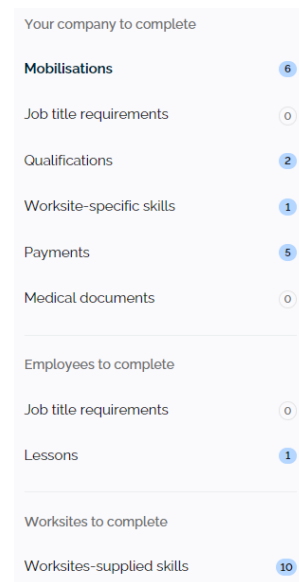 Your company to complete
Mobilisations 6
Job title requirements 0
Qualifications 2
Worksite-specific skills 1
Payments 5
Medical documents 0
Employees to complete
Job title requirements 0
Lessons 1
Worksites to complete
Worksites-supplied skills 10